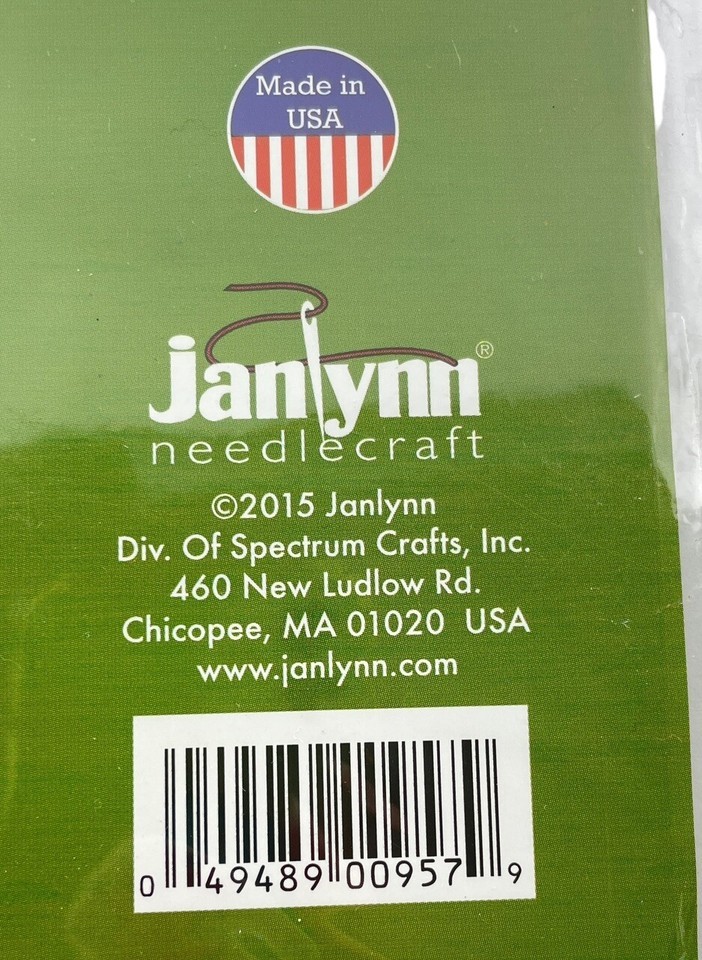 Made in
USA
janlynn®
needlecraft
©2015 Janlynn
Div. Of Spectrum Crafts, Inc.
460 New Ludlow Rd.
Chicopee, MA 01020 USA
www.janlynn.com
0 49489 00957 9